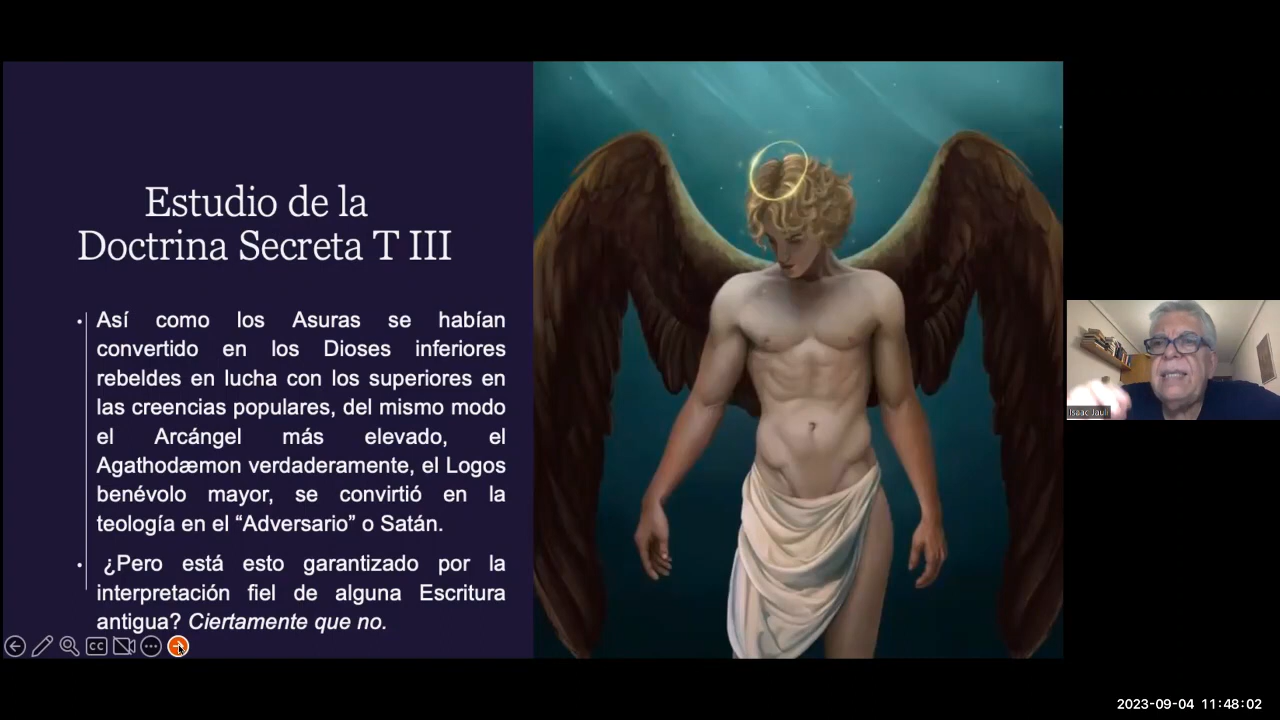 Estudio de la
Doctrina Secreta T III
• Así como los Asuras se habían
convertido en los Dioses inferiores
rebeldes en lucha con los superiores en
las creencias populares, del mismo modo
el Arcángel más elevado, el
Agathodæmon verdaderamente, el Logos
benévolo mayor, se convirtió en la
teología en el “Adversario” o Satán.
• ¿Pero está esto garantizado por la
interpretación fiel de alguna Escritura
antigua? Ciertamente que no.
CC
Isaac Jauli
2023-09-04 11:48:02